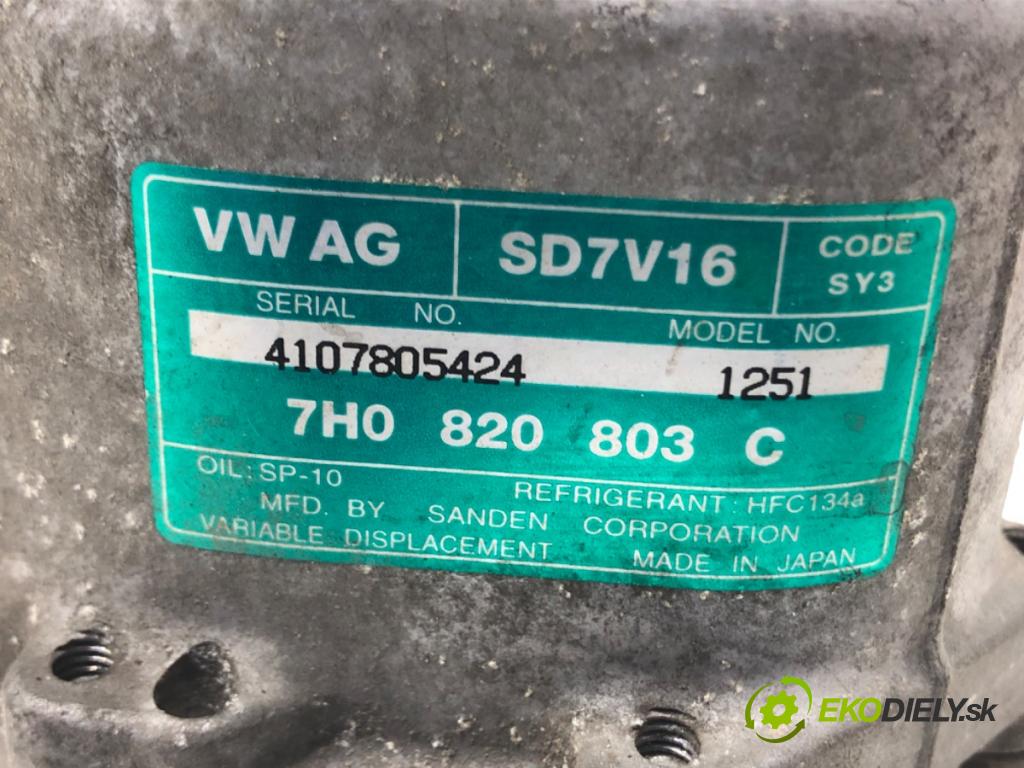 VW AG SD7V16 CODE SY3
SERIAL NO. MODEL NO.
4107805424 1251
7H0 820 803 C
OIL: SP-10 REFRIGERANT: HFC134a
MFD. BY SANDEN CORPORATION
VARIABLE DISPLACEMENT MADE IN JAPAN
EKODIELY.sk